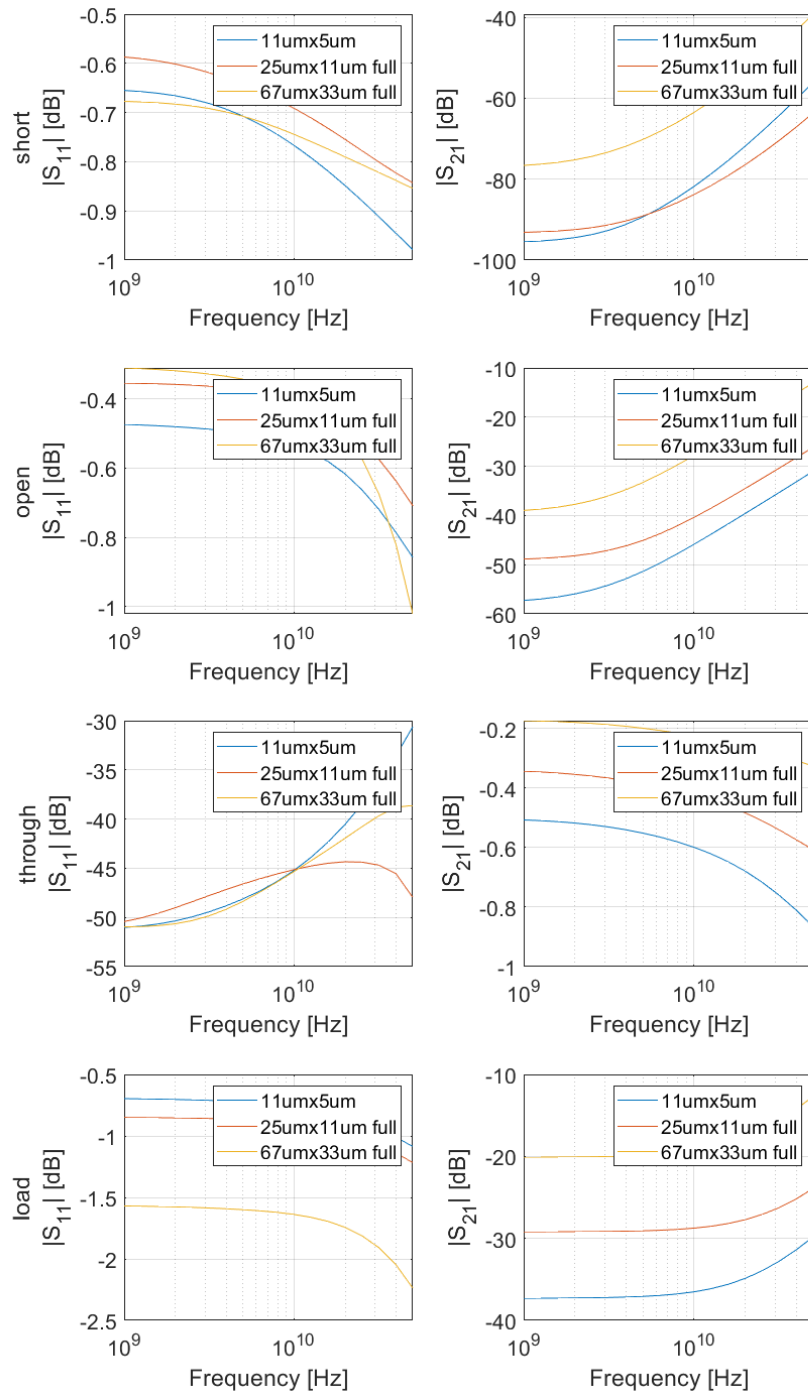 short
|S11| [dB]
-0.5
-0.6
-0.7
-0.8
-0.9
-1
11umx5um
25umx11um full
67umx33um full
10^9
10^10
Frequency [Hz]
|S21| [dB]
-40
-60
-80
-100
11umx5um
25umx11um full
67umx33um full
10^9
10^10
Frequency [Hz]
open
|S11| [dB]
-0.4
-0.6
-0.8
-1
11umx5um
25umx11um full
67umx33um full
10^9
10^10
Frequency [Hz]
|S21| [dB]
-10
-20
-30
-40
-50
-60
11umx5um
25umx11um full
67umx33um full
10^9
10^10
Frequency [Hz]
through
|S11| [dB]
-30
-35
-40
-45
-50
-55
11umx5um
25umx11um full
67umx33um full
10^9
10^10
Frequency [Hz]
|S21| [dB]
-0.2
-0.4
-0.6
-0.8
-1
11umx5um
25umx11um full
67umx33um full
10^9
10^10
Frequency [Hz]
load
|S11| [dB]
-0.5
-1
-1.5
-2
-2.5
11umx5um
25umx11um full
67umx33um full
10^9
10^10
Frequency [Hz]
|S21| [dB]
-10
-20
-30
-40
11umx5um
25umx11um full
67umx33um full
10^9
10^10
Frequency [Hz]